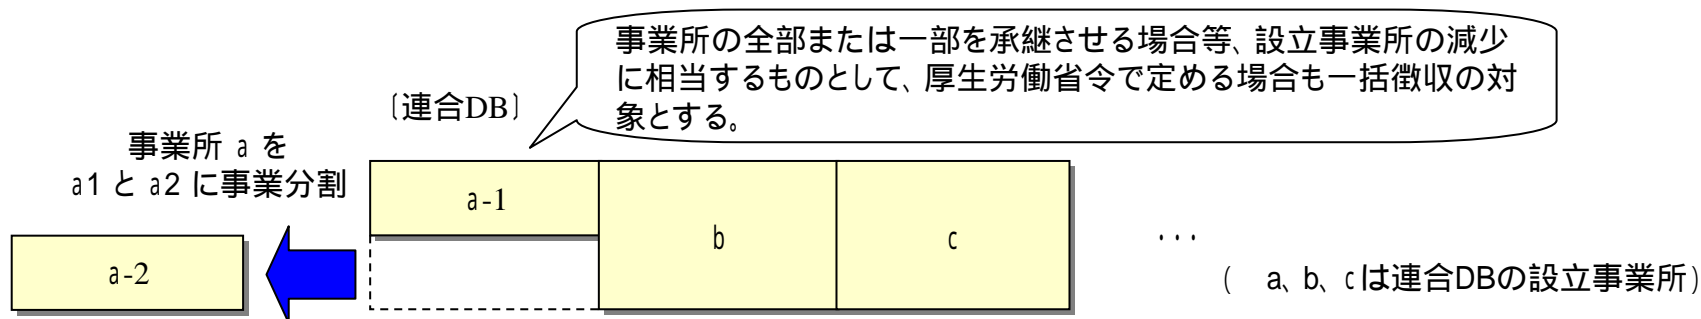 事業所の全部または一部を承継させる場合等、設立事業所の減少
に相当するものとして、厚生労働省令で定める場合も一括徴収の対
象とする。
〔連合DB〕
事業所 a を
a1 と a2 に事業分割
a-1
b
c
a-2
・・・
( a、b、cは連合DBの設立事業所)